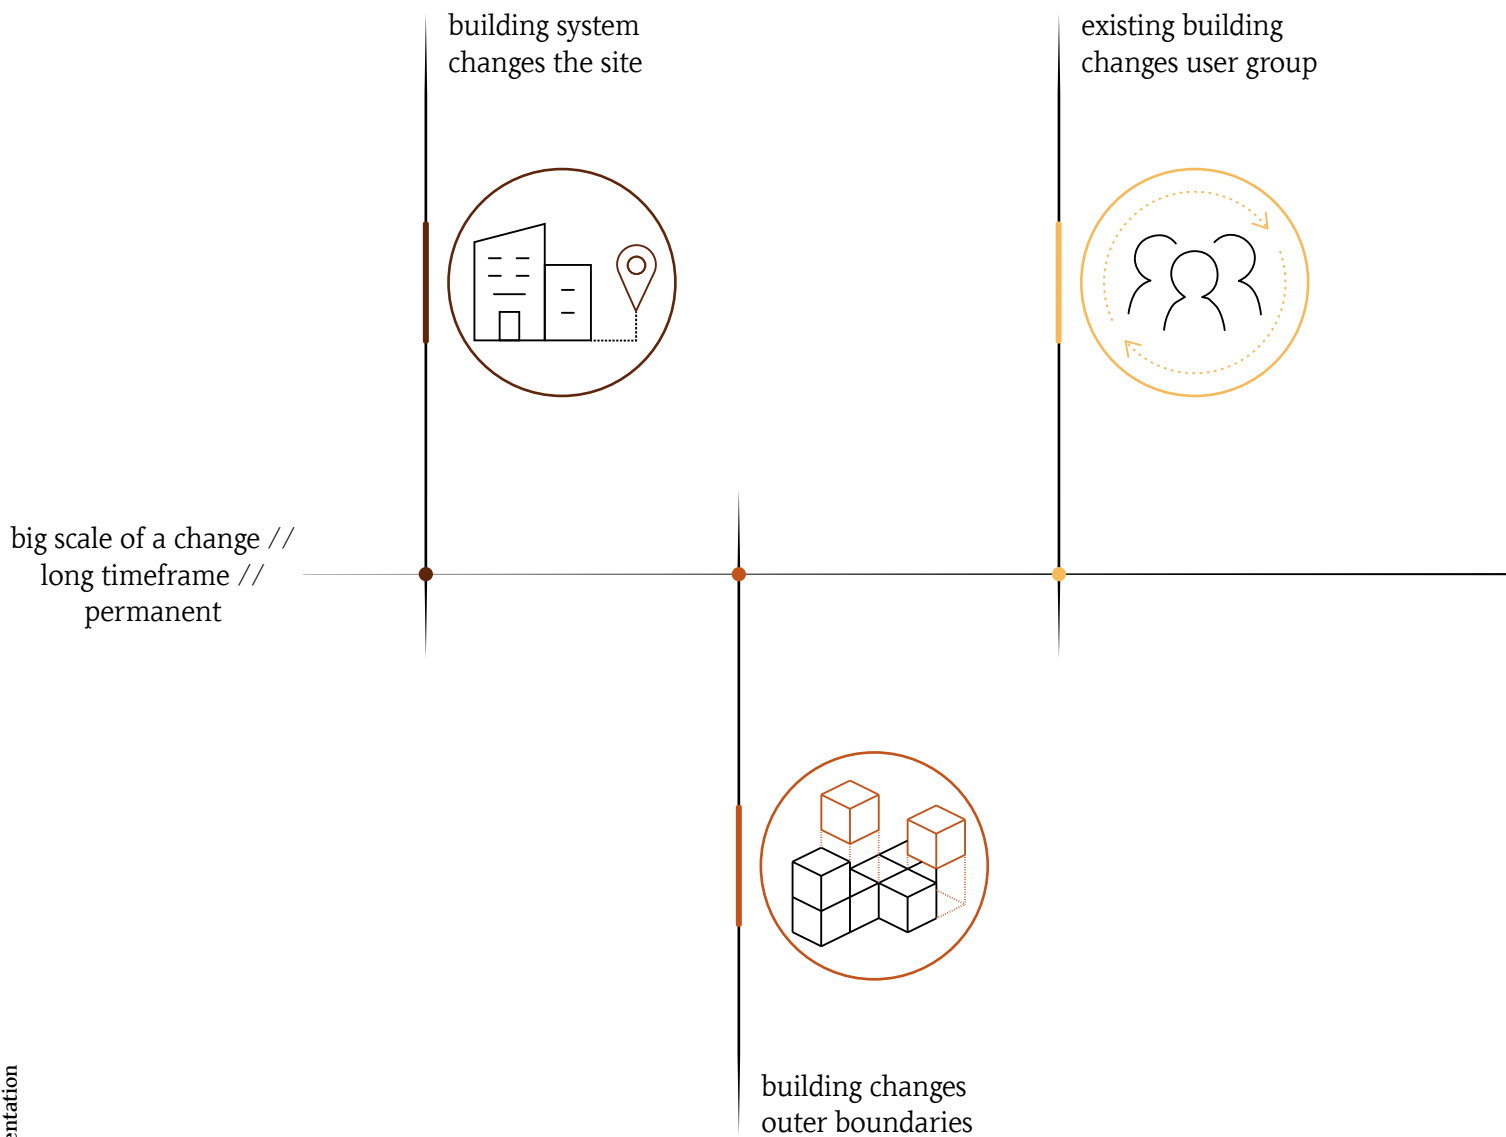 building system
changes the site
existing building
changes user group
big scale of a change //
long timeframe //
permanent
building changes
outer boundaries